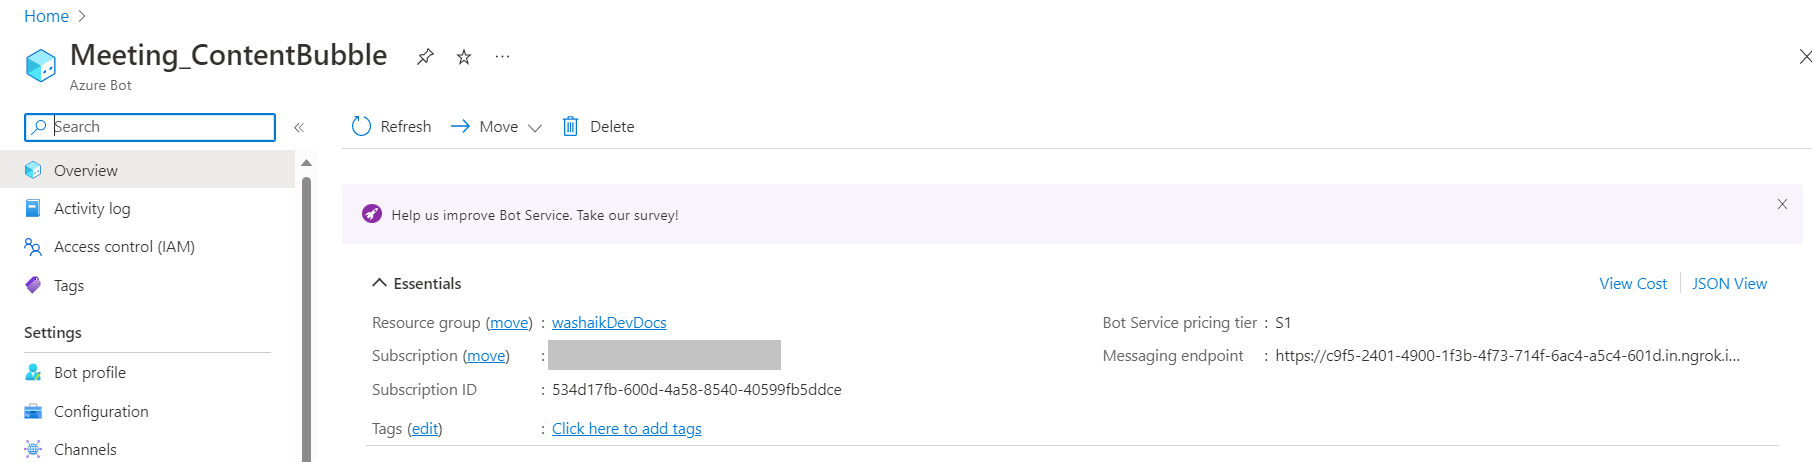 Home
Meeting_ContentBubble
Azure Bot
Search
Refresh Move Delete
Overview
Activity log
Access control (IAM)
Tags
Settings
Bot profile
Configuration
Channels
Help us improve Bot Service. Take our survey!
Essentials
View Cost JSON View
Resource group (move) : washaikDevDocs
Subscription (move) :
Subscription ID : 534d17fb-600d-4a58-8540-40599fb5ddce
Tags (edit) : Click here to add tags
Bot Service pricing tier : S1
Messaging endpoint : https://c9f5-2401-4900-1f3b-4f73-714f-6ac4-a5c4-601d.in.ngrok.i...